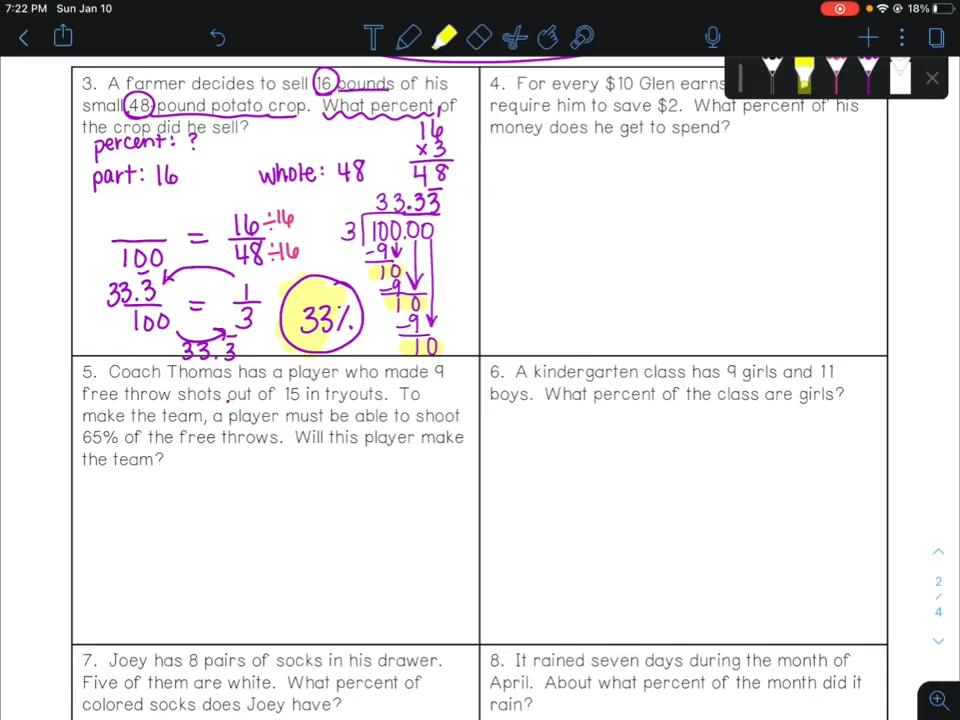 7:22 PM Sun Jan 10
18%
3. A farmer decides to sell 16 pounds of his
small 48-pound potato crop. What percent of
the crop did he sell?
percent: ?
part: 16
whole: 48
16
x 3
48
___ = 16 ÷16
100 48 ÷16
33.3 = 1
100 3
33.3
33.33
3 100.00
-9
10
-9
10
-9
10
33%
4. For every $10 Glen earns
require him to save $2. What percent of his
money does he get to spend?
5. Coach Thomas has a player who made 9
free throw shots out of 15 in tryouts. To
make the team, a player must be able to shoot
65% of the free throws. Will this player make
the team?
6. A kindergarten class has 9 girls and 11
boys. What percent of the class are girls?
7. Joey has 8 pairs of socks in his drawer.
Five of them are white. What percent of
colored socks does Joey have?
8. It rained seven days during the month of
April. About what percent of the month did it
rain?
2
/
4